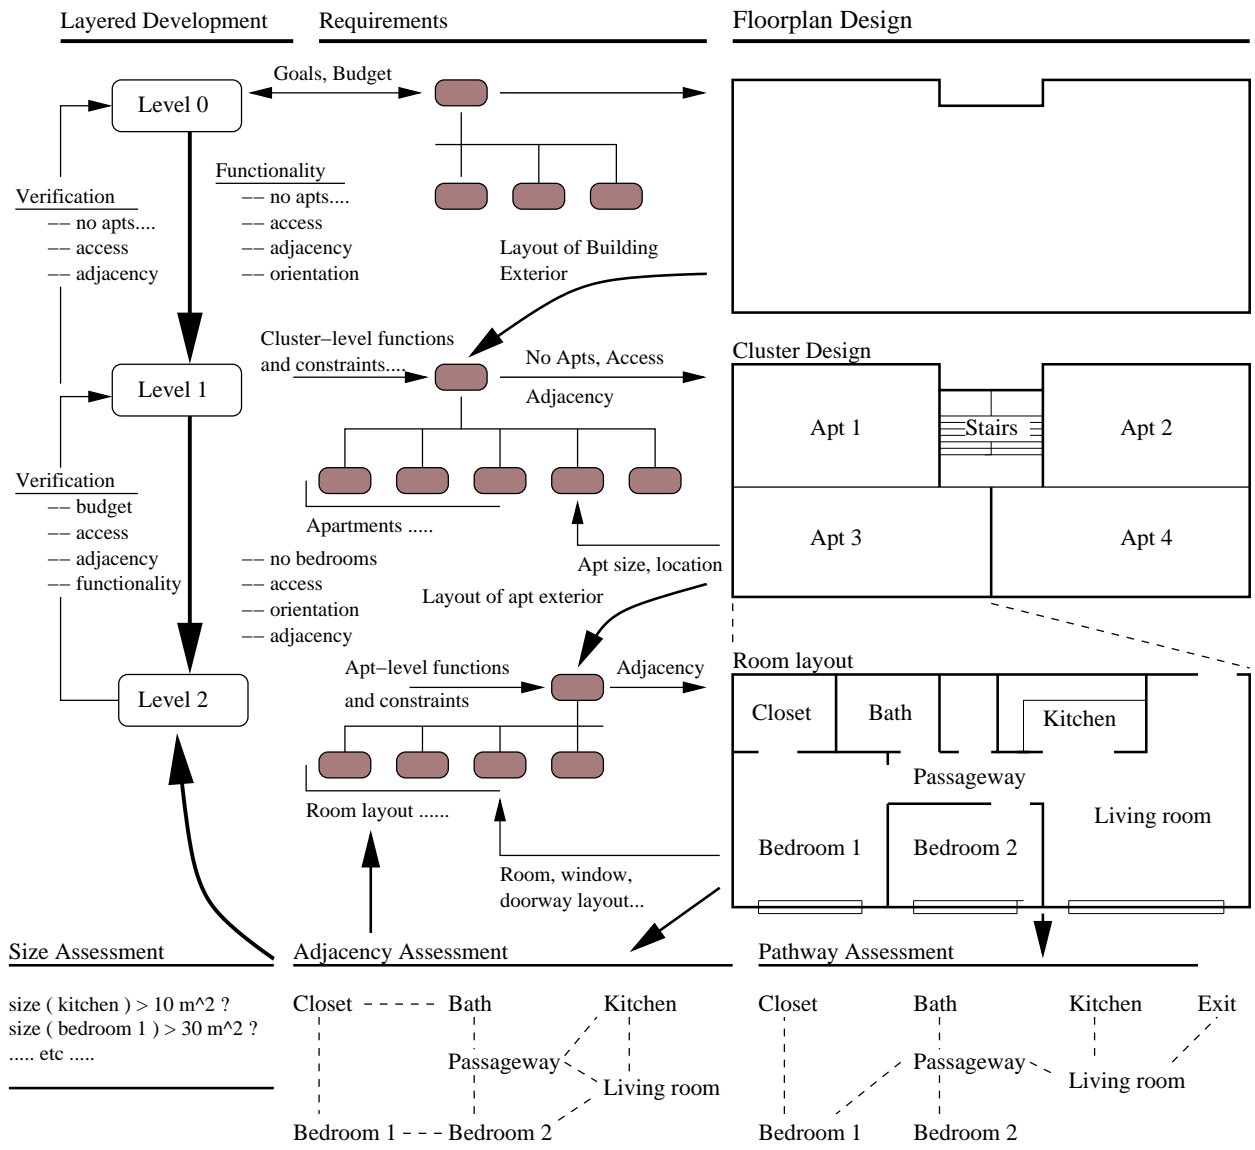 Layered Development
Requirements
Floorplan Design
Goals, Budget
Level 0
Functionality
−− no apts....
−− access
−− adjacency
−− orientation
Verification
−− no apts....
−− access
−− adjacency
Layout of Building
Exterior
Cluster−level functions
and constraints....
No Apts, Access
Adjacency
Cluster Design
Level 1
Apt 1
Stairs
Apt 2
Apt 3
Apt 4
Verification
−− budget
−− access
−− adjacency
−− functionality
Apartments .....
−− no bedrooms
−− access
−− orientation
−− adjacency
Apt size, location
Layout of apt exterior
Apt−level functions
and constraints
Adjacency
Room layout
Level 2
Closet
Bath
Kitchen
Passageway
Living room
Bedroom 1
Bedroom 2
Room layout ......
Room, window,
doorway layout...
Size Assessment
size ( kitchen ) > 10 m^2 ?
size ( bedroom 1 ) > 30 m^2 ?
..... etc .....
Adjacency Assessment
Closet
Bath
Kitchen
Passageway
Living room
Bedroom 1
Bedroom 2
Pathway Assessment
Closet
Bath
Kitchen
Exit
Passageway
Living room
Bedroom 1
Bedroom 2